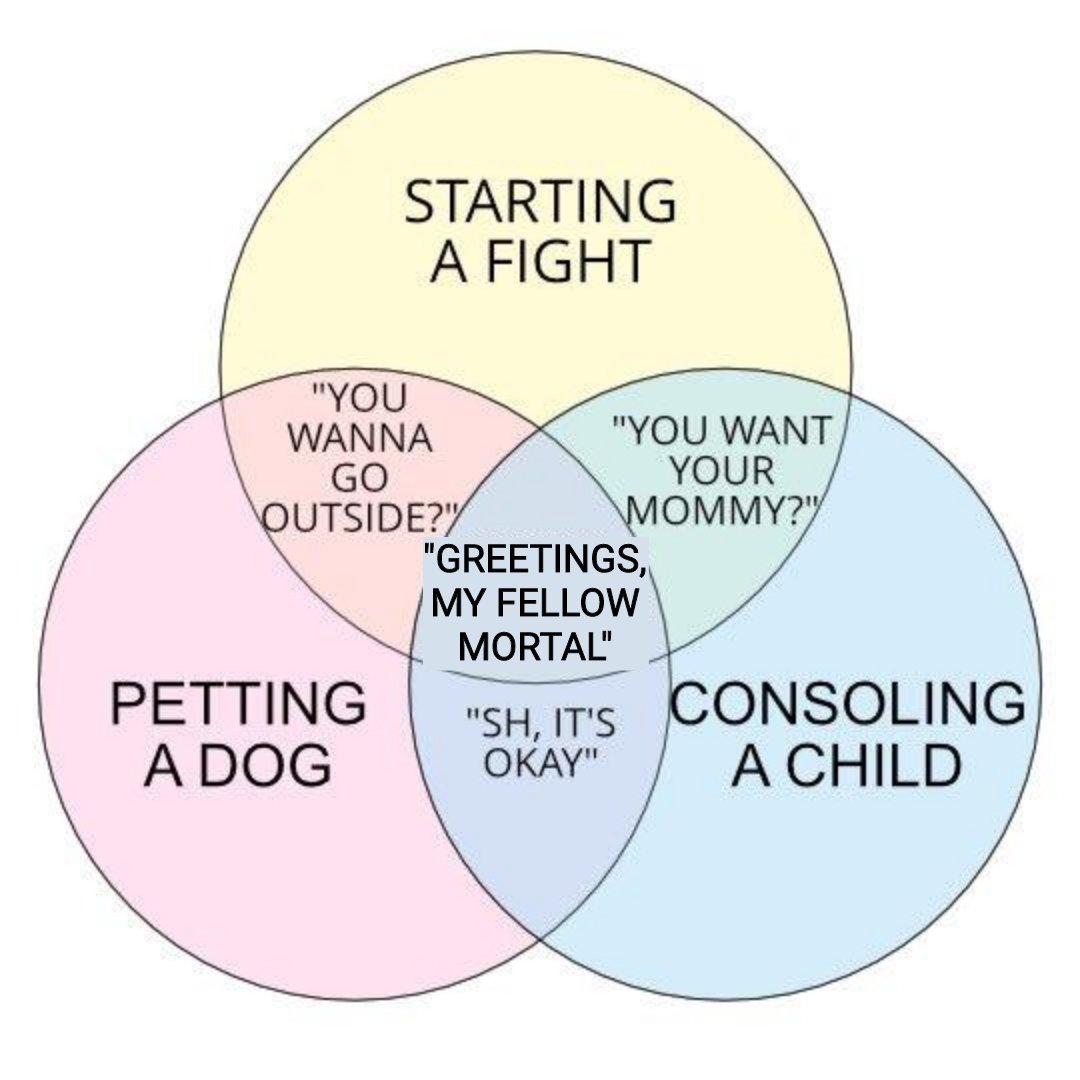 STARTING
A FIGHT
"YOU
WANNA
GO
OUTSIDE?"
"YOU WANT
YOUR
MOMMY?"
"GREETINGS,
MY FELLOW
MORTAL"
PETTING
A DOG
"SH, IT'S
OKAY"
CONSOLING
A CHILD